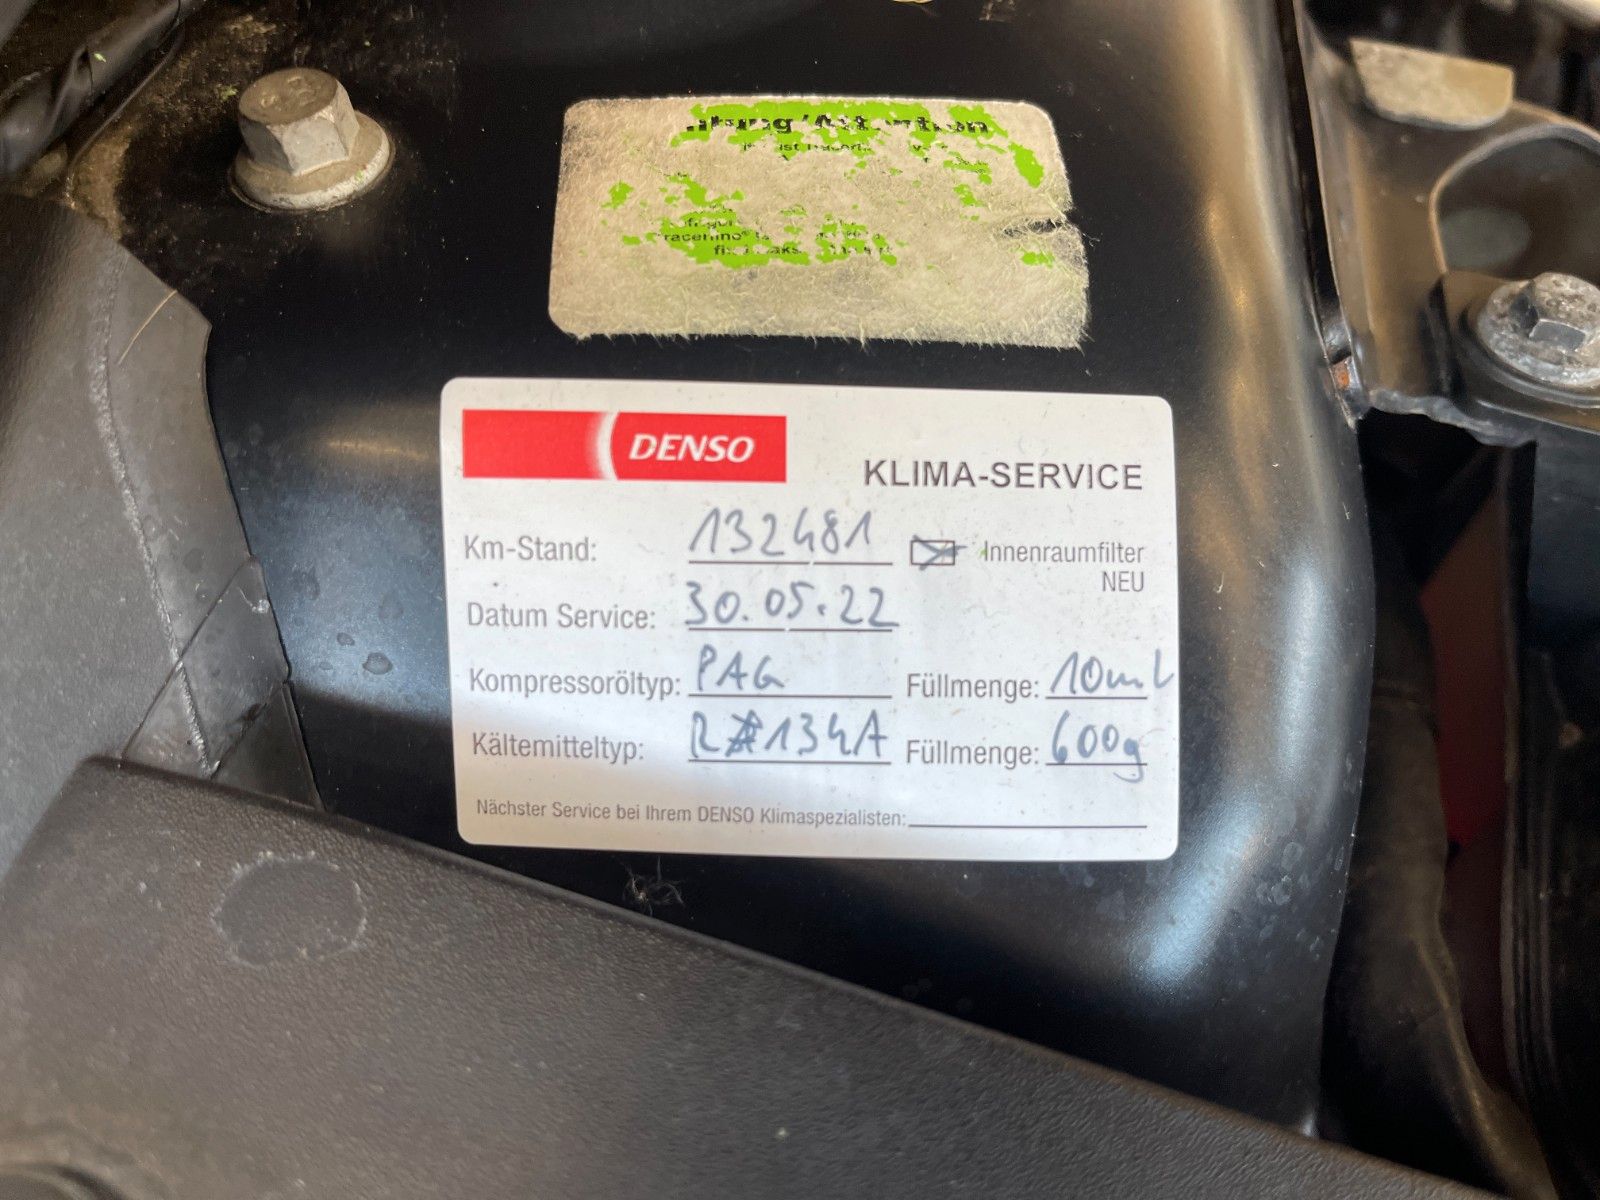 DENSO
KLIMA-SERVICE
Km-Stand: 132481 Innenraumfilter
NEU
Datum Service: 30.05.22
Kompressoröltyp: PAG Füllmenge: 10mL
Kältemitteltyp: R134A Füllmenge: 600g
Nächster Service bei Ihrem DENSO Klimaspezialisten: